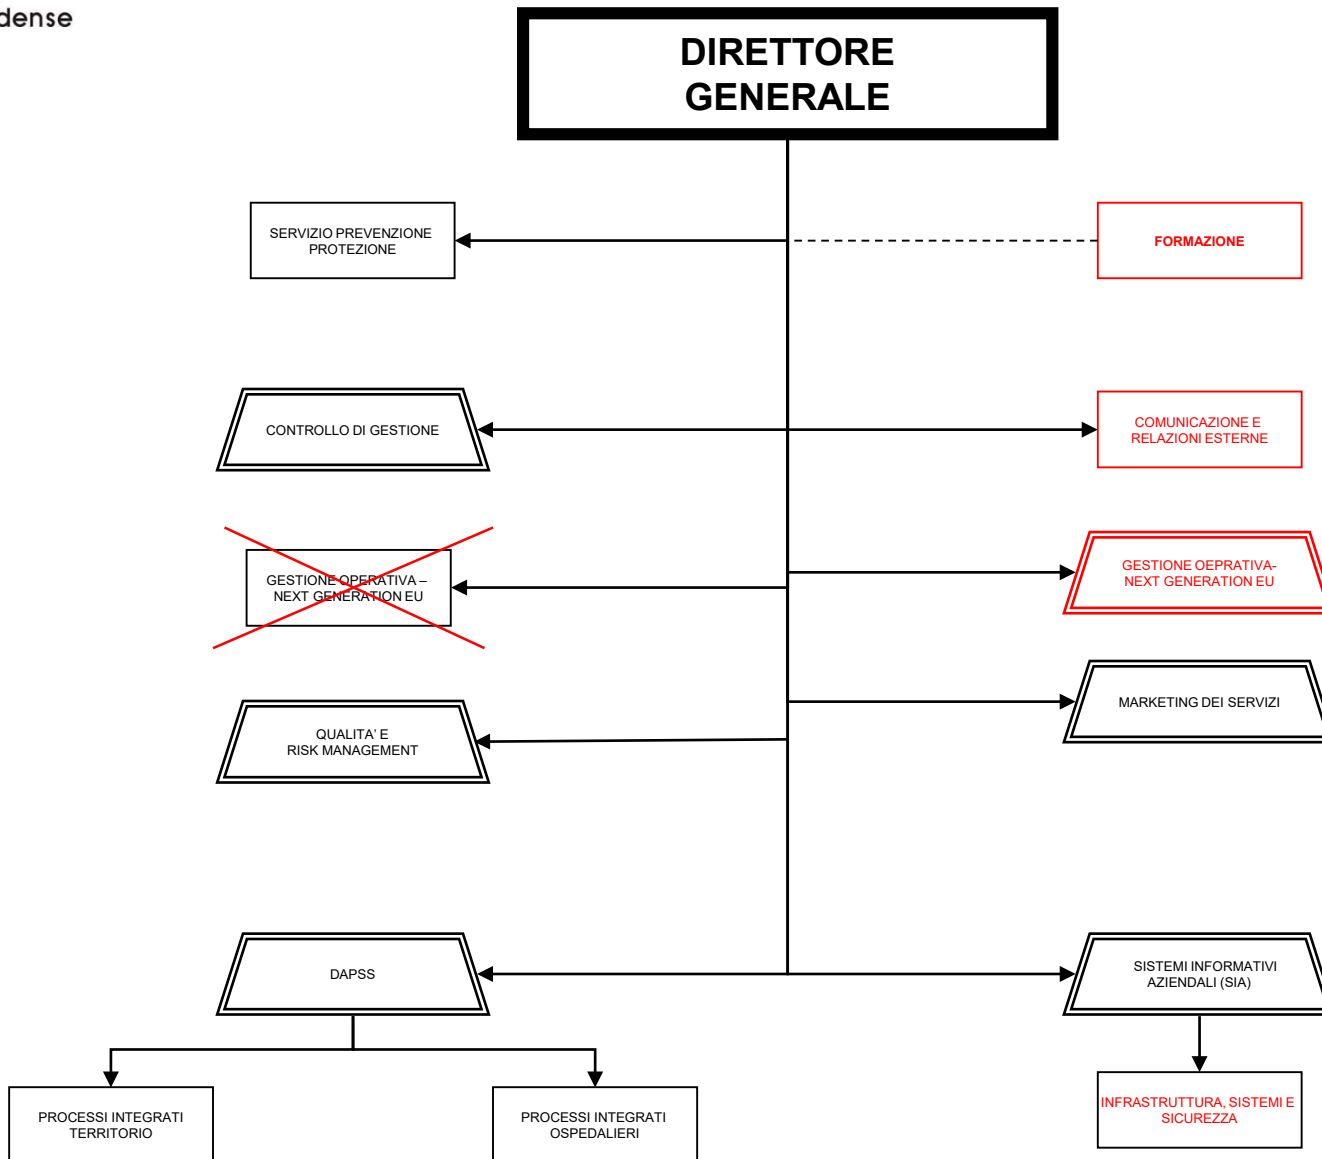 dense
DIRETTORE
GENERALE
SERVIZIO PREVENZIONE
PROTEZIONE
FORMAZIONE
CONTROLLO DI GESTIONE
COMUNICAZIONE E
RELAZIONI ESTERNE
GESTIONE OPERATIVA –
NEXT GENERATION EU
GESTIONE OEPRATIVA-
NEXT GENERATION EU
QUALITA' E
RISK MANAGEMENT
MARKETING DEI SERVIZI
DAPSS
SISTEMI INFORMATIVI
AZIENDALI (SIA)
PROCESSI INTEGRATI
TERRITORIO
PROCESSI INTEGRATI
OSPEDALIERI
INFRASTRUTTURA, SISTEMI E
SICUREZZA